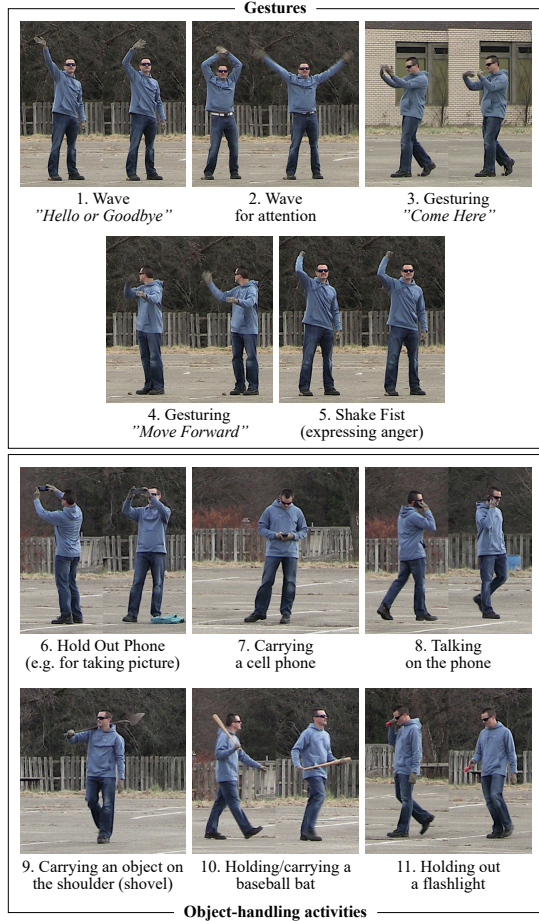 Gestures
1. Wave
”Hello or Goodbye”
2. Wave
for attention
3. Gesturing
”Come Here”
4. Gesturing
”Move Forward”
5. Shake Fist
(expressing anger)
6. Hold Out Phone
(e.g. for taking picture)
7. Carrying
a cell phone
8. Talking
on the phone
9. Carrying an object on
the shoulder (shovel)
10. Holding/carrying a
baseball bat
11. Holding out
a flashlight
Object-handling activities